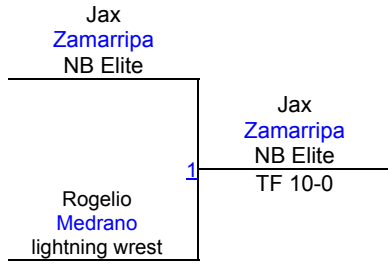 Jax
Zamarripa
NB Elite
Jax
Zamarripa
NB Elite
1
TF 10-0
Rogelio
Medrano
lightning wrest